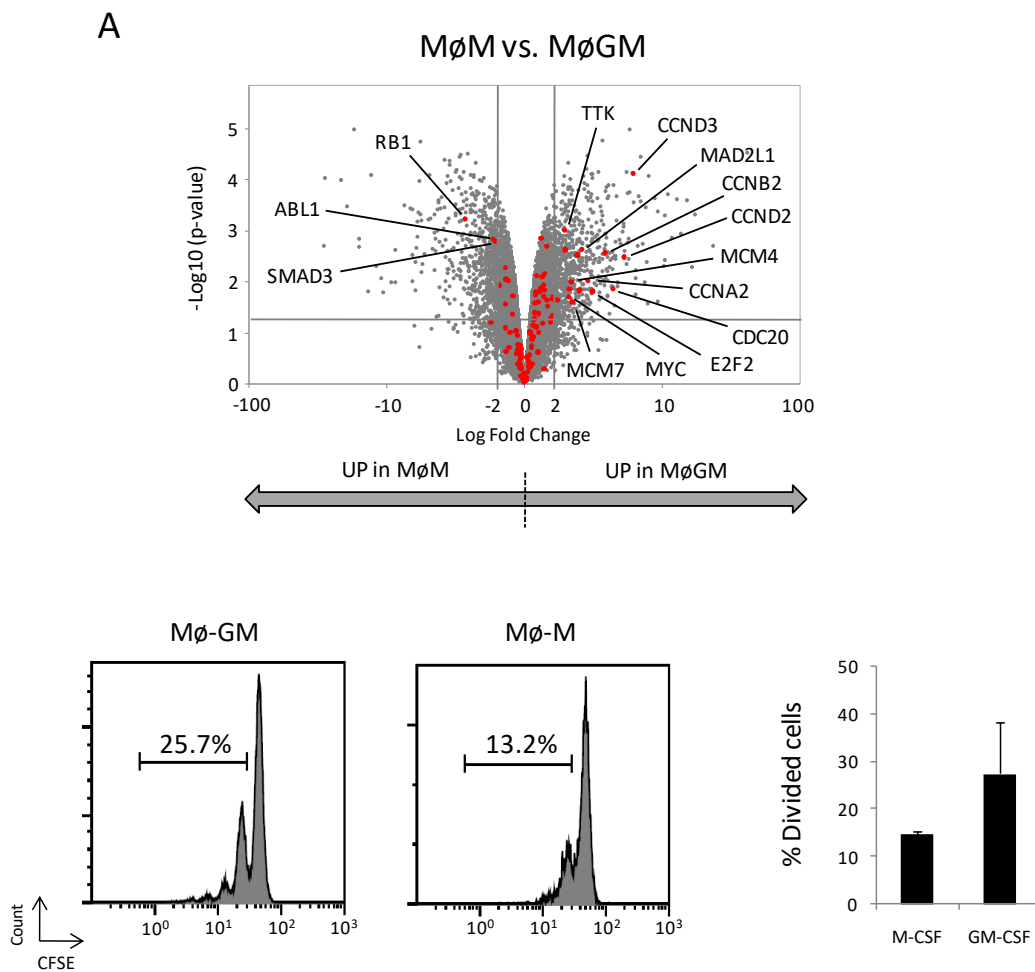 A
MøM vs. MøGM
TTK
CCND3
RB1
MAD2L1
CCNB2
ABL1
CCND2
MCM4
SMAD3
CCNA2
CDC20
MCM7
MYC
E2F2
-Log10 (p-value)
5
4
3
2
1
0
-100
-10
-2
0
2
10
100
Log Fold Change
UP in MøM
UP in MøGM
Mø-GM
25.7%
10⁰
10¹
10²
10³
Count
CFSE
Mø-M
13.2%
10⁰
10¹
10²
10³
% Divided cells
50
40
30
20
10
0
M-CSF
GM-CSF